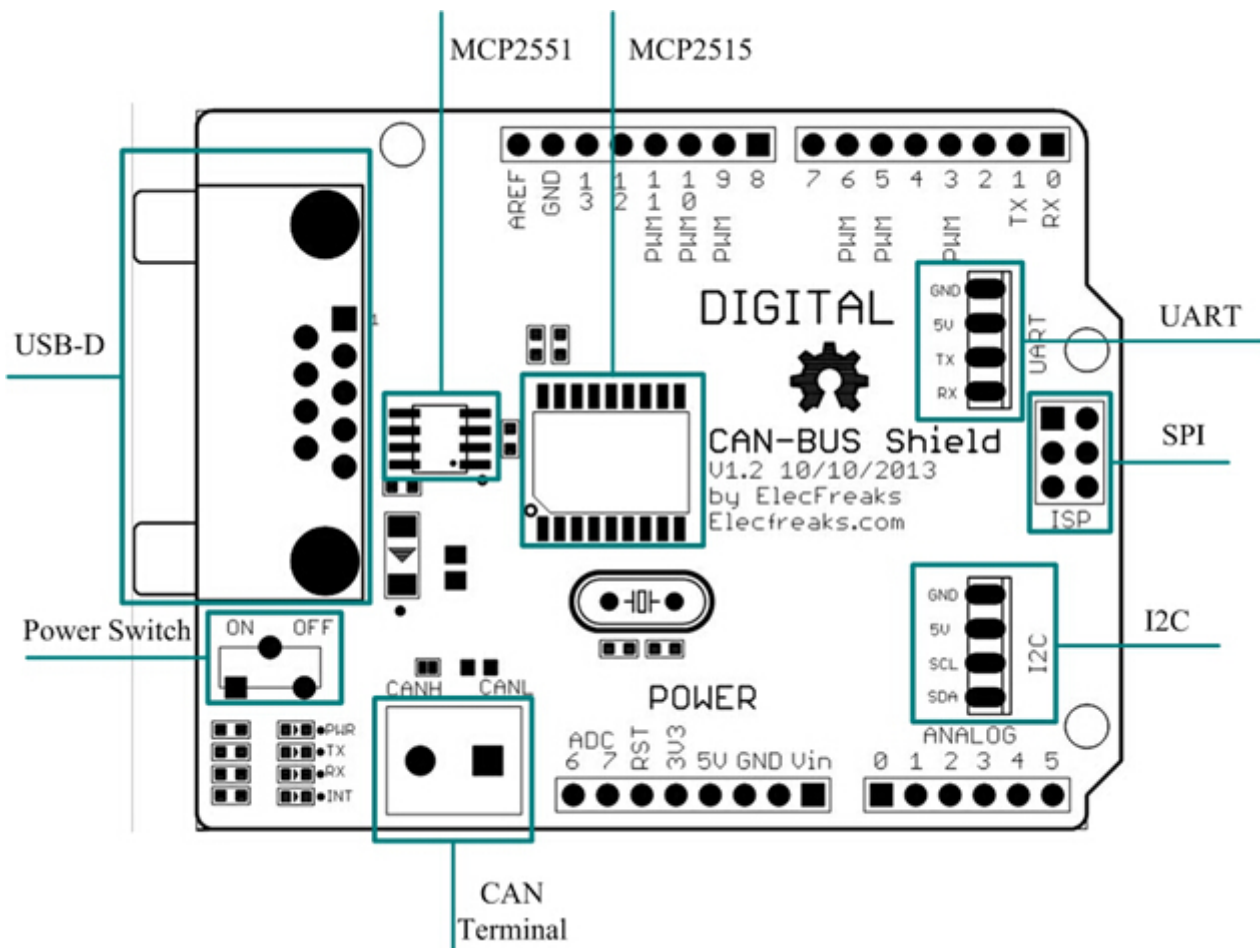 MCP2551
MCP2515
AREF
GND
13
12
11
10
9
8
PWM
PWM
PWM
7
6
5
4
3
2
1
0
PWM
PWM
PWM
TX
RX
USB-D
1
DIGITAL
GND
5V
TX
RX
UART
UART
CAN-BUS Shield
V1.2 10/10/2013
by ElecFreaks
Elecfreaks.com
ISP
SPI
Power Switch
ON OFF
GND
5V
SCL
SDA
I2C
I2C
CANH CANL
POWER
PWR
TX
RX
INT
ADC
6 7 RST 3V3 5V GND Vin
ANALOG
0 1 2 3 4 5
CAN
Terminal